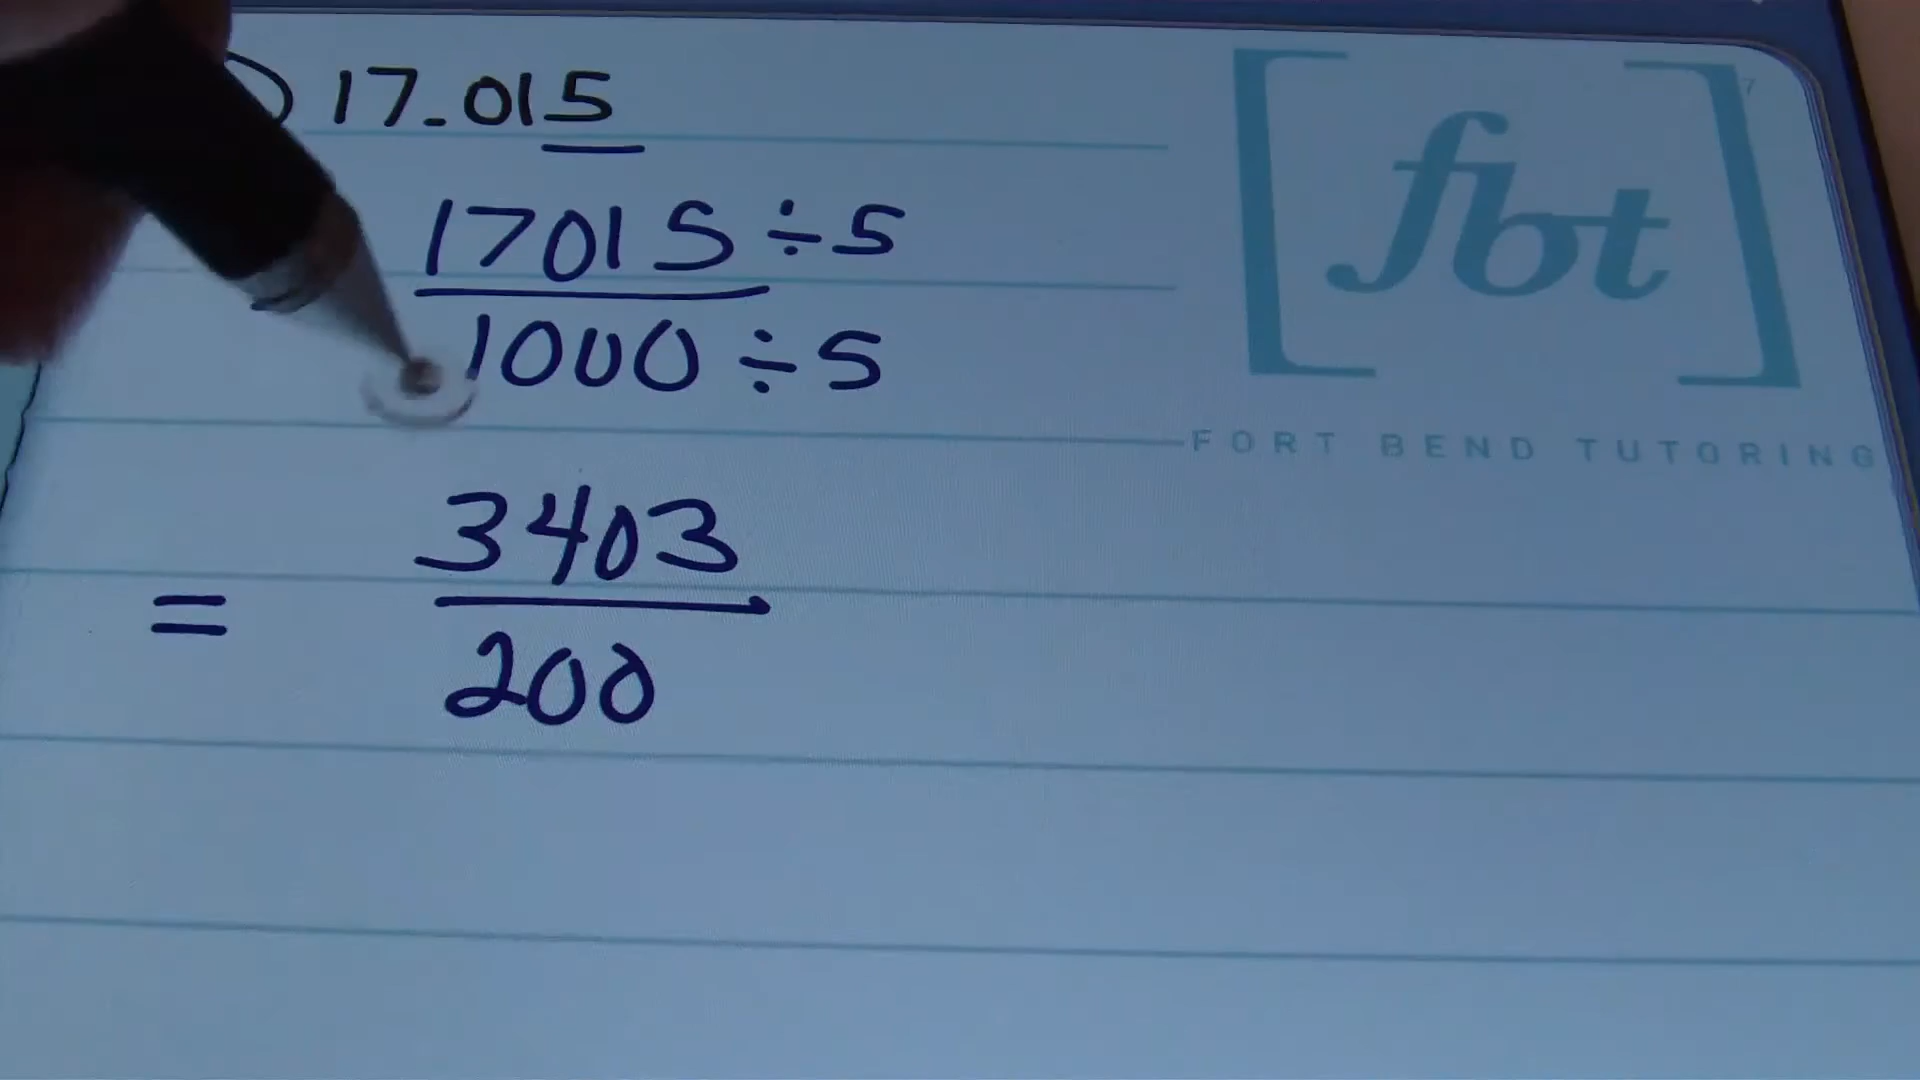 ) 17.015
17015 ÷ 5
1000 ÷ 5
= 3403
200
fbt
FORT BEND TUTORING